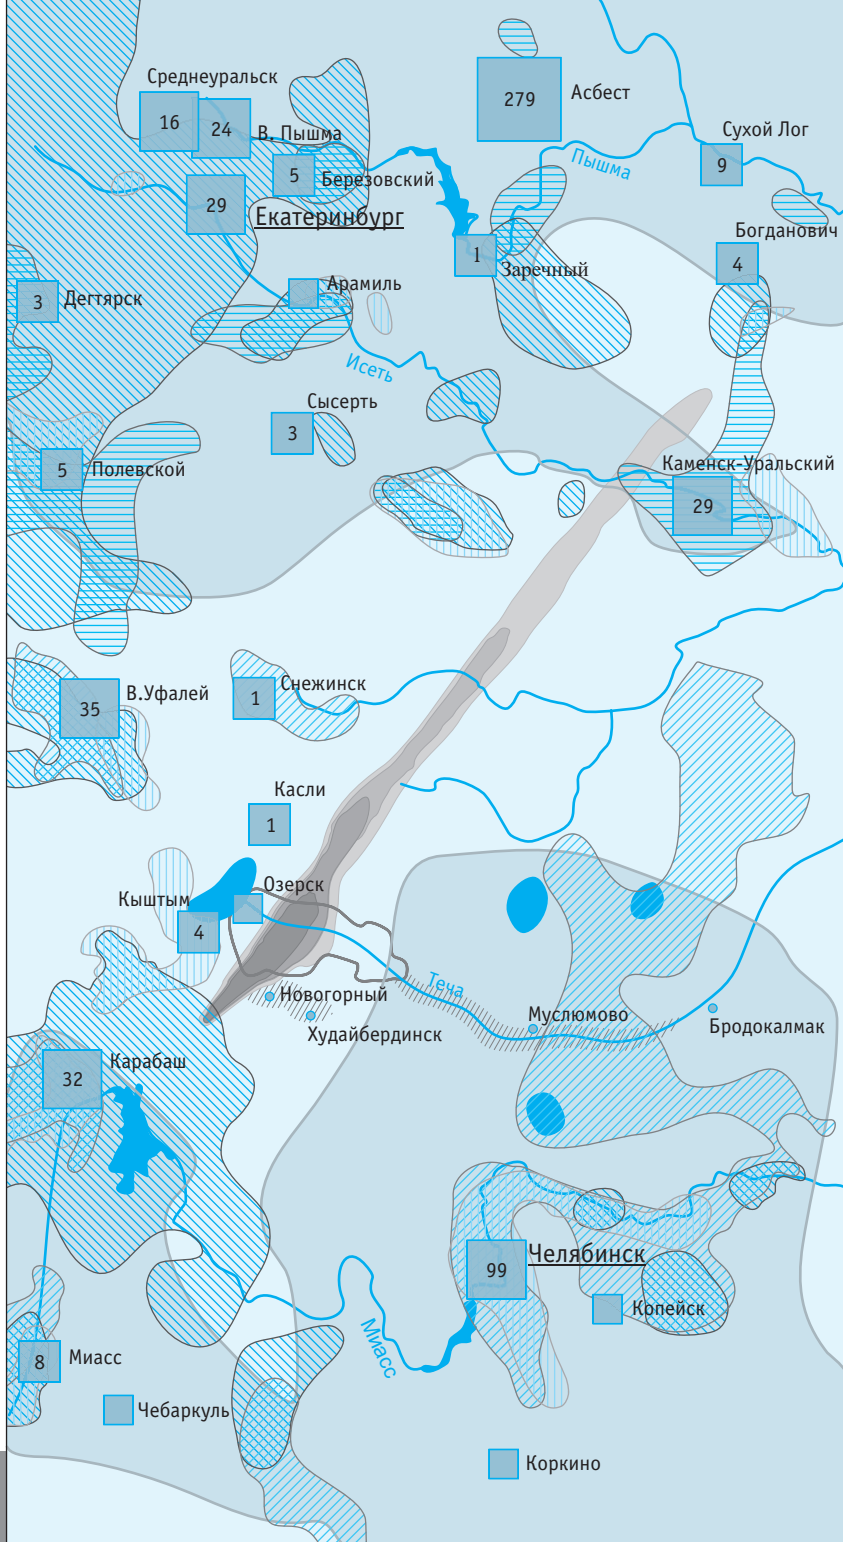 Среднеуральск
16
24
В. Пышма
279
Асбест
Сухой Лог
9
Пышма
5
Березовский
29
Екатеринбург
Богданович
4
1
Заречный
Арамиль
3
Дегтярск
Исеть
Сысерть
3
5
Полевской
Каменск-Уральский
29
Снежинск
1
В.Уфалей
35
Касли
1
Озерск
Кыштым
4
Теча
Новогорный
Муслюмово
Бродокалмак
Худайбердинск
Карабаш
32
Челябинск
99
Копейск
Миасс
8
Миасс
Чебаркуль
Коркино